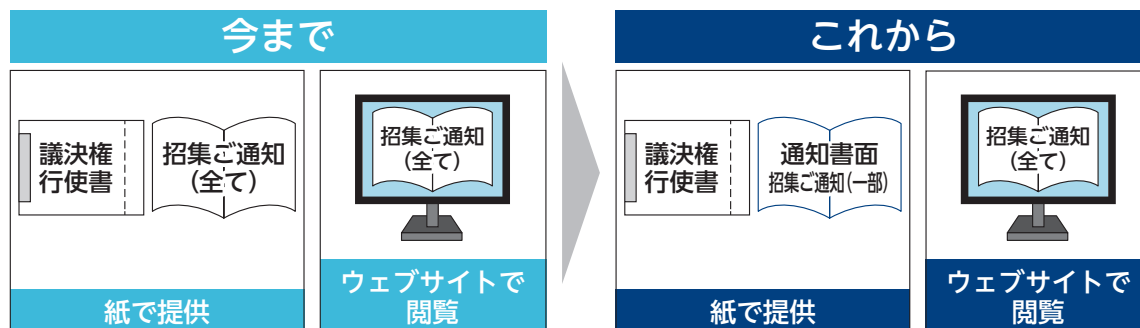 今まで
議決権
行使書
招集ご通知
(全て)
紙で提供
招集ご通知
(全て)
ウェブサイトで
閲覧
これから
議決権
行使書
通知書面
招集ご通知(一部)
紙で提供
招集ご通知
(全て)
ウェブサイトで
閲覧